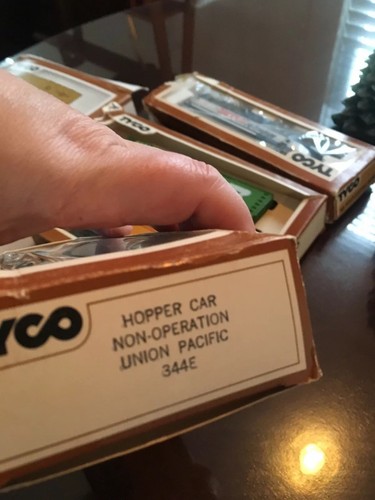 TYCO
TYCO
TYCO
TYCO
HOPPER CAR
NON-OPERATION
UNION PACIFIC
344E